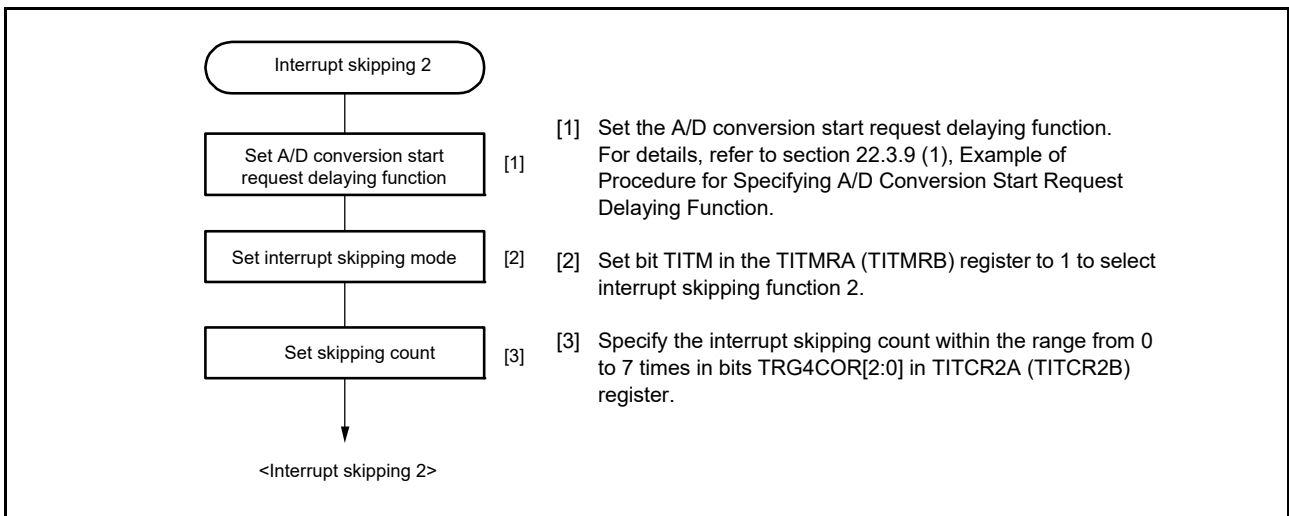 Interrupt skipping 2
Set A/D conversion start
request delaying function
[1]
[1] Set the A/D conversion start request delaying function.
For details, refer to section 22.3.9 (1), Example of
Procedure for Specifying A/D Conversion Start Request
Delaying Function.
Set interrupt skipping mode
[2]
[2] Set bit TITM in the TITMRA (TITMRB) register to 1 to select
interrupt skipping function 2.
Set skipping count
[3]
[3] Specify the interrupt skipping count within the range from 0
to 7 times in bits TRG4COR[2:0] in TITCR2A (TITCR2B)
register.
<Interrupt skipping 2>